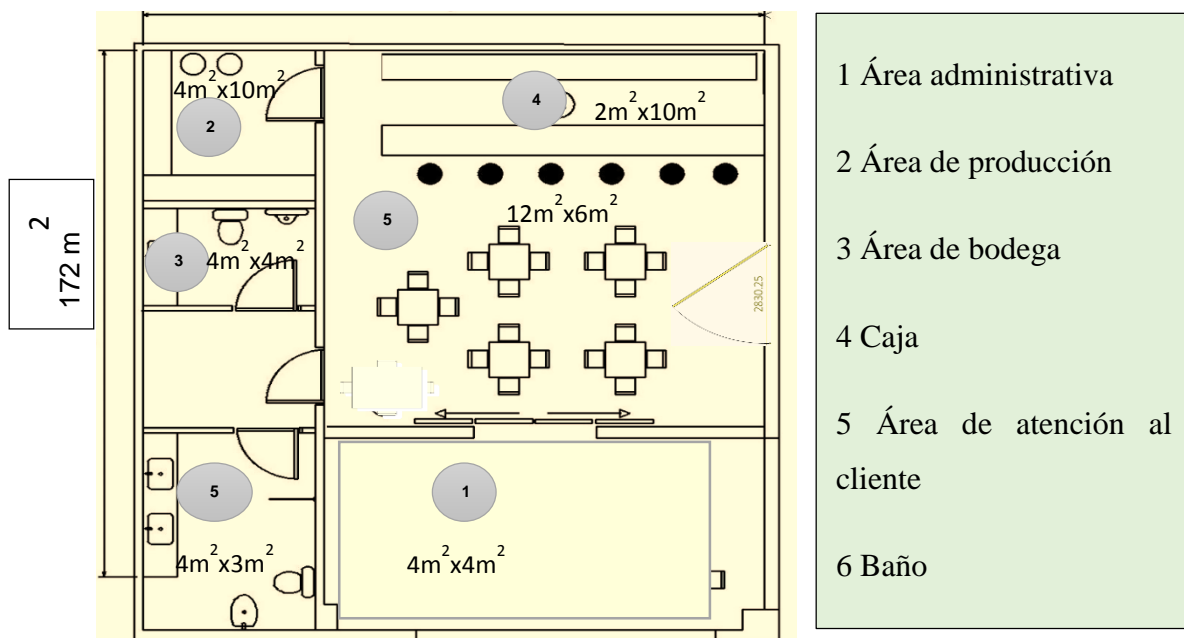 4m²x10m²
2
4
2m²x10m²
5
12m²x6m²
3
4m²x4m²
172 m²
2830.25
5
4m²x3m²
1
4m²x4m²
1 Área administrativa
2 Área de producción
3 Área de bodega
4 Caja
5 Área de atención al
cliente
6 Baño